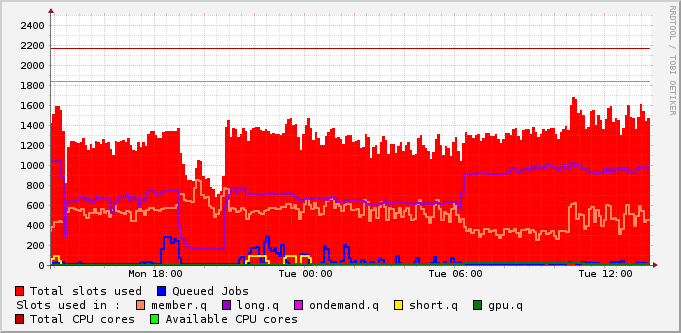 2400
2200
2000
1800
1600
1400
1200
1000
800
600
400
200
0
Mon 18:00 Tue 00:00 Tue 06:00 Tue 12:00
Total slots used Queued Jobs
Slots used in : member.q long.q ondemand.q short.q gpu.q
Total CPU cores Available CPU cores
RRDTOOL / TOBI OETIKER